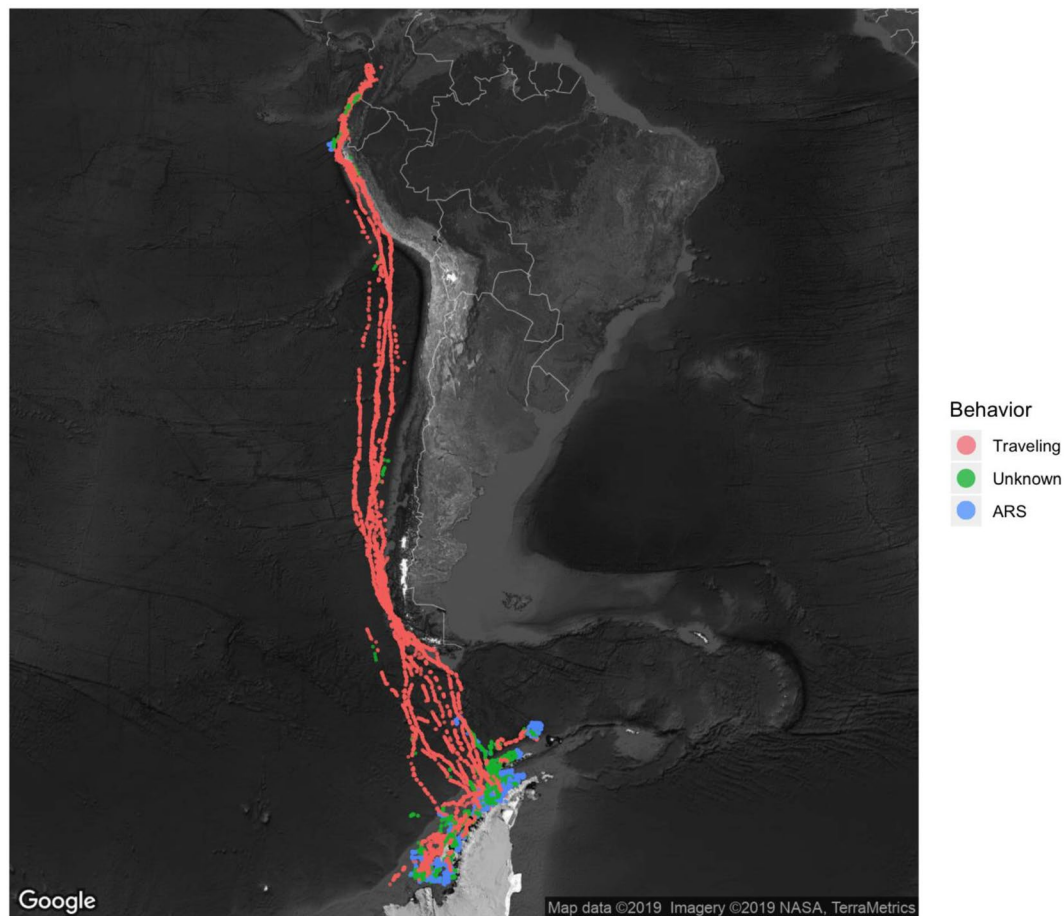 Behavior
Traveling
Unknown
ARS
Google
Map data ©2019 Imagery ©2019 NASA, TerraMetrics